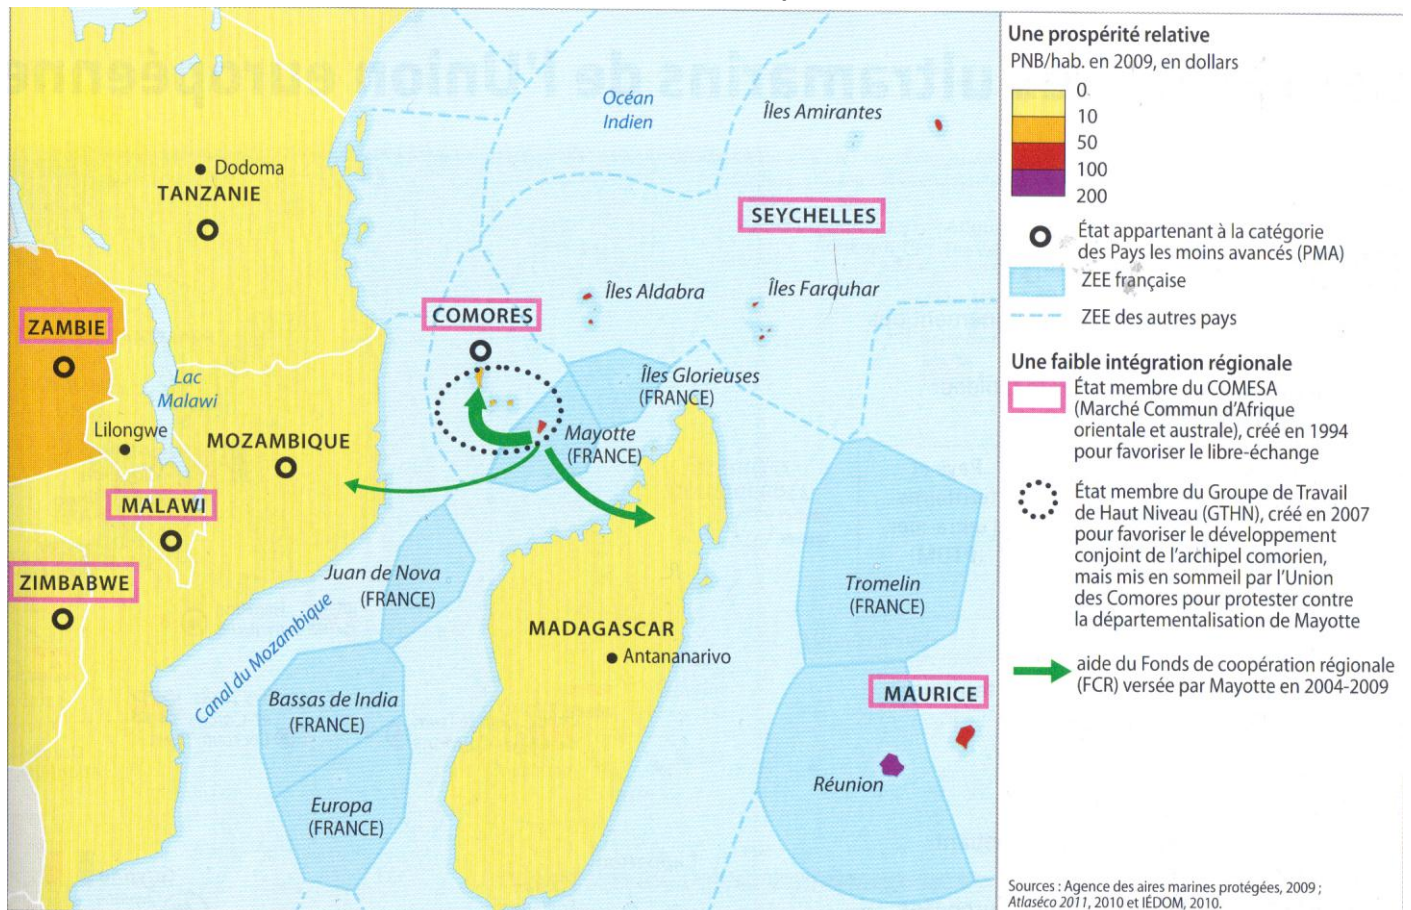 Océan
Indien
Îles Amirantes
Dodoma
TANZANIE
SEYCHELLES
Îles Aldabra
Îles Farquhar
COMORES
ZAMBIE
Lac
Malawi
Îles Glorieuses
(FRANCE)
Lilongwe
MOZAMBIQUE
Mayotte
(FRANCE)
MALAWI
ZIMBABWE
Juan de Nova
(FRANCE)
Tromelin
(FRANCE)
Canal du Mozambique
MADAGASCAR
Antananarivo
Bassas de India
(FRANCE)
MAURICE
Réunion
Europa
(FRANCE)
Une prospérité relative
PNB/hab. en 2009, en dollars
0
10
50
100
200
État appartenant à la catégorie
des Pays les moins avancés (PMA)
ZEE française
ZEE des autres pays
Une faible intégration régionale
État membre du COMESA
(Marché Commun d'Afrique
orientale et australe), créé en 1994
pour favoriser le libre-échange
État membre du Groupe de Travail
de Haut Niveau (GTHN), créé en 2007
pour favoriser le développement
conjoint de l'archipel comorien,
mais mis en sommeil par l'Union
des Comores pour protester contre
la départementalisation de Mayotte
aide du Fonds de coopération régionale
(FCR) versée par Mayotte en 2004-2009
Sources : Agence des aires marines protégées, 2009 ;
Atlaséco 2011, 2010 et IÉDOM, 2010.